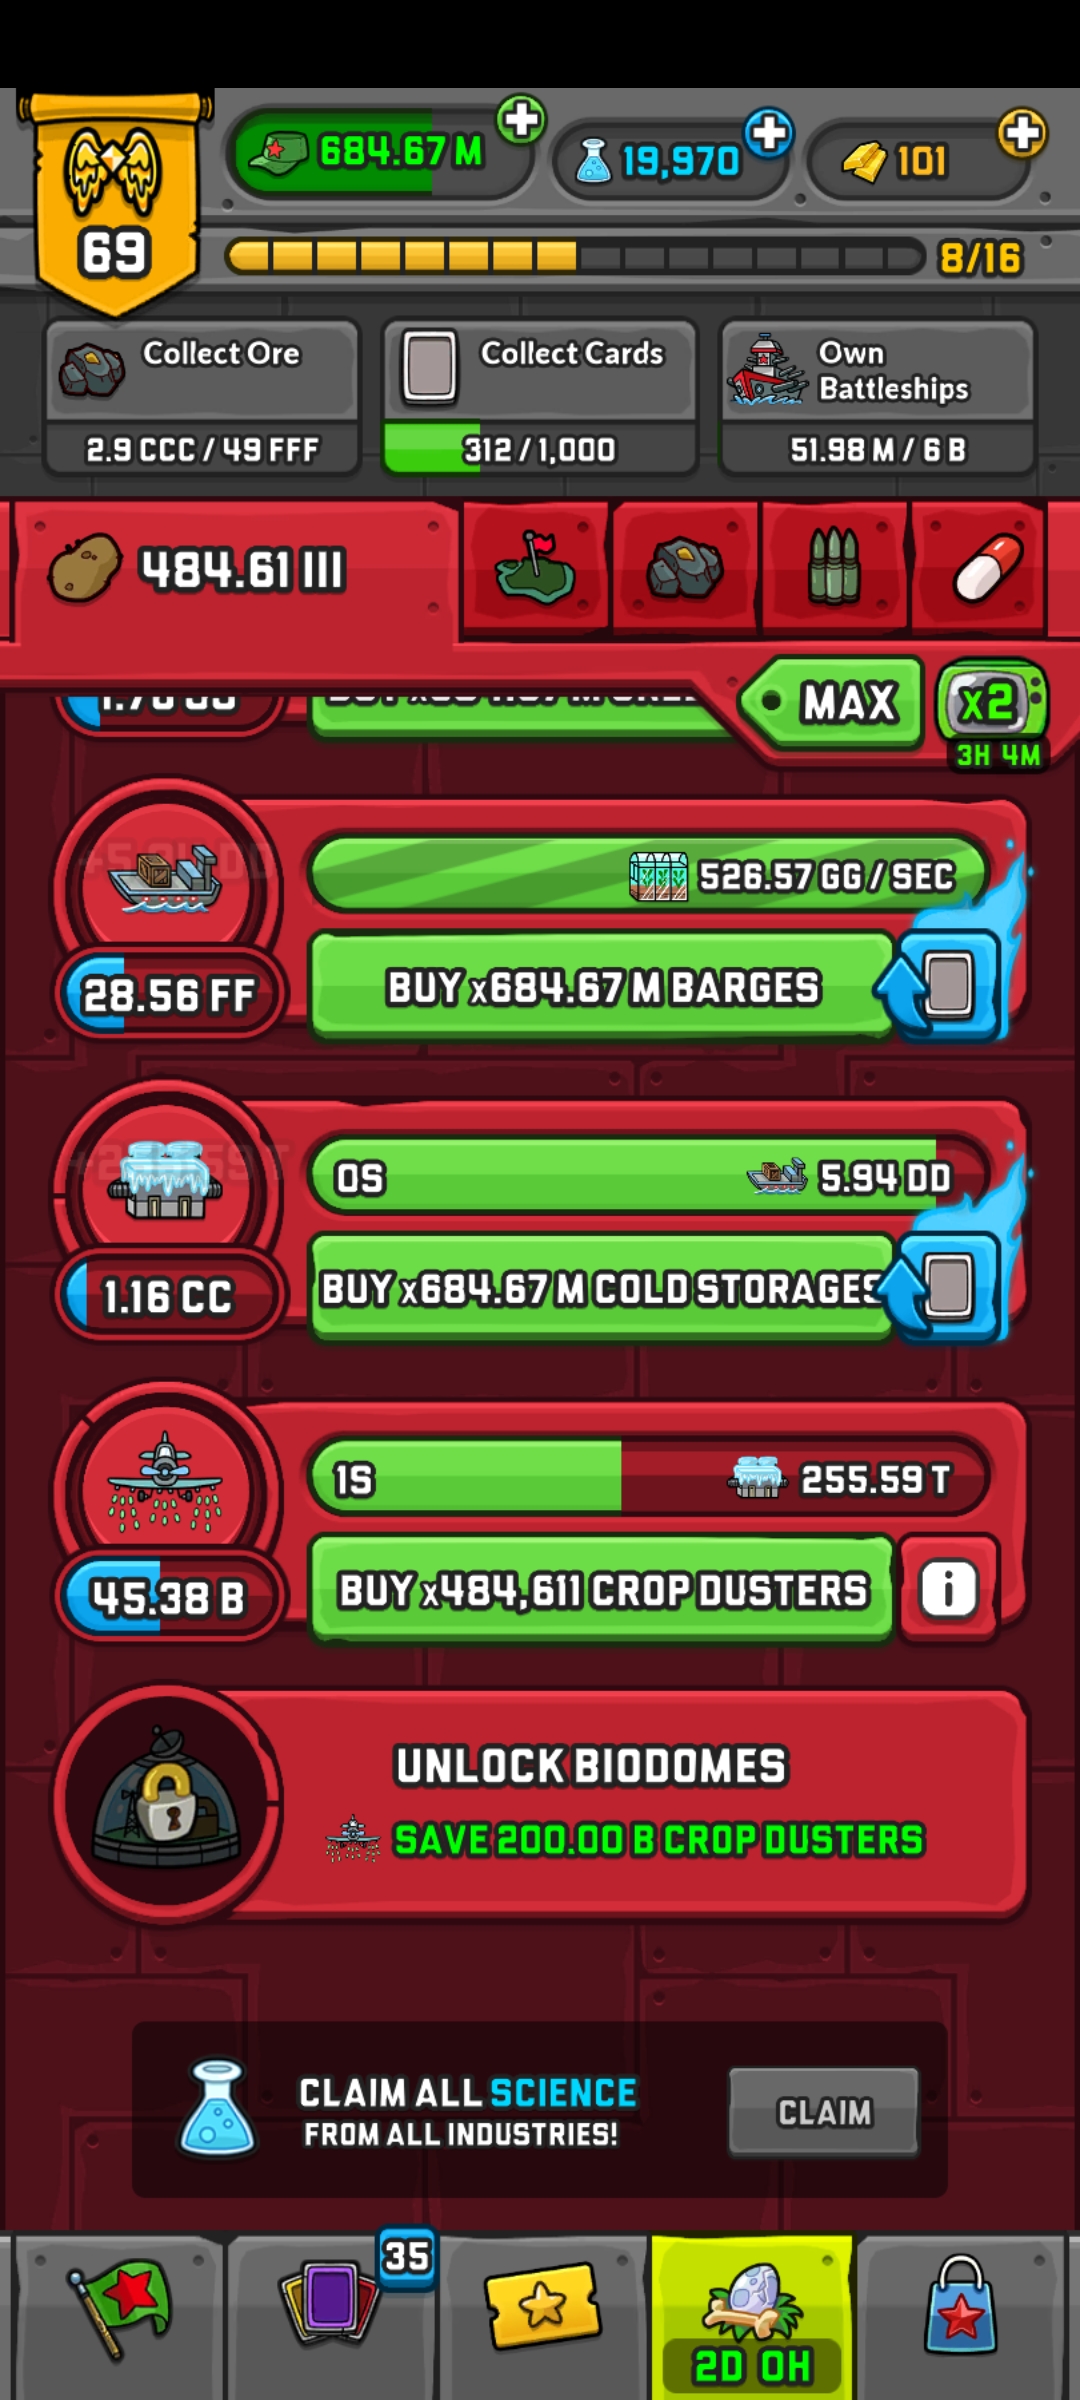 69
684.67 M
19,970
101
8/16
Collect Ore
2.9 CCC / 49 FFF
Collect Cards
312 / 1,000
Own
Battleships
51.98 M / 6 B
484.61 III
MAX
x2
3H 4M
526.57 GG / SEC
28.56 FF
BUY x684.67 M BARGES
0S
5.94 DD
1.16 CC
BUY x684.67 M COLD STORAGES
1S
255.59 T
45.38 B
BUY x484,611 CROP DUSTERS
i
UNLOCK BIODOMES
SAVE 200.00 B CROP DUSTERS
CLAIM ALL SCIENCE
FROM ALL INDUSTRIES!
CLAIM
35
2D 0H